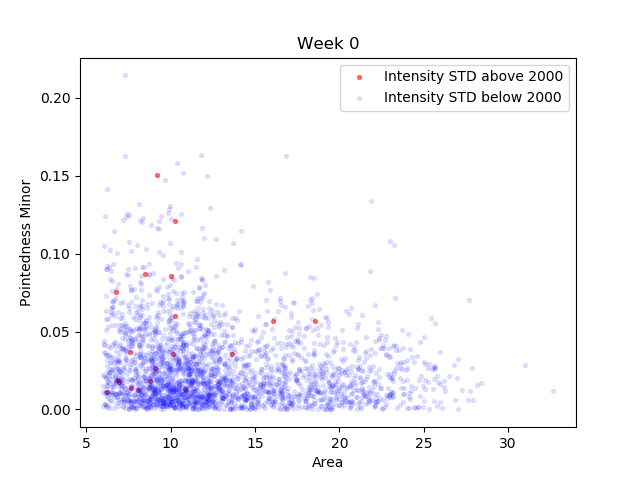 Week 0
Intensity STD above 2000
Intensity STD below 2000
Pointedness Minor
0.20
0.15
0.10
0.05
0.00
5 10 15 20 25 30
Area